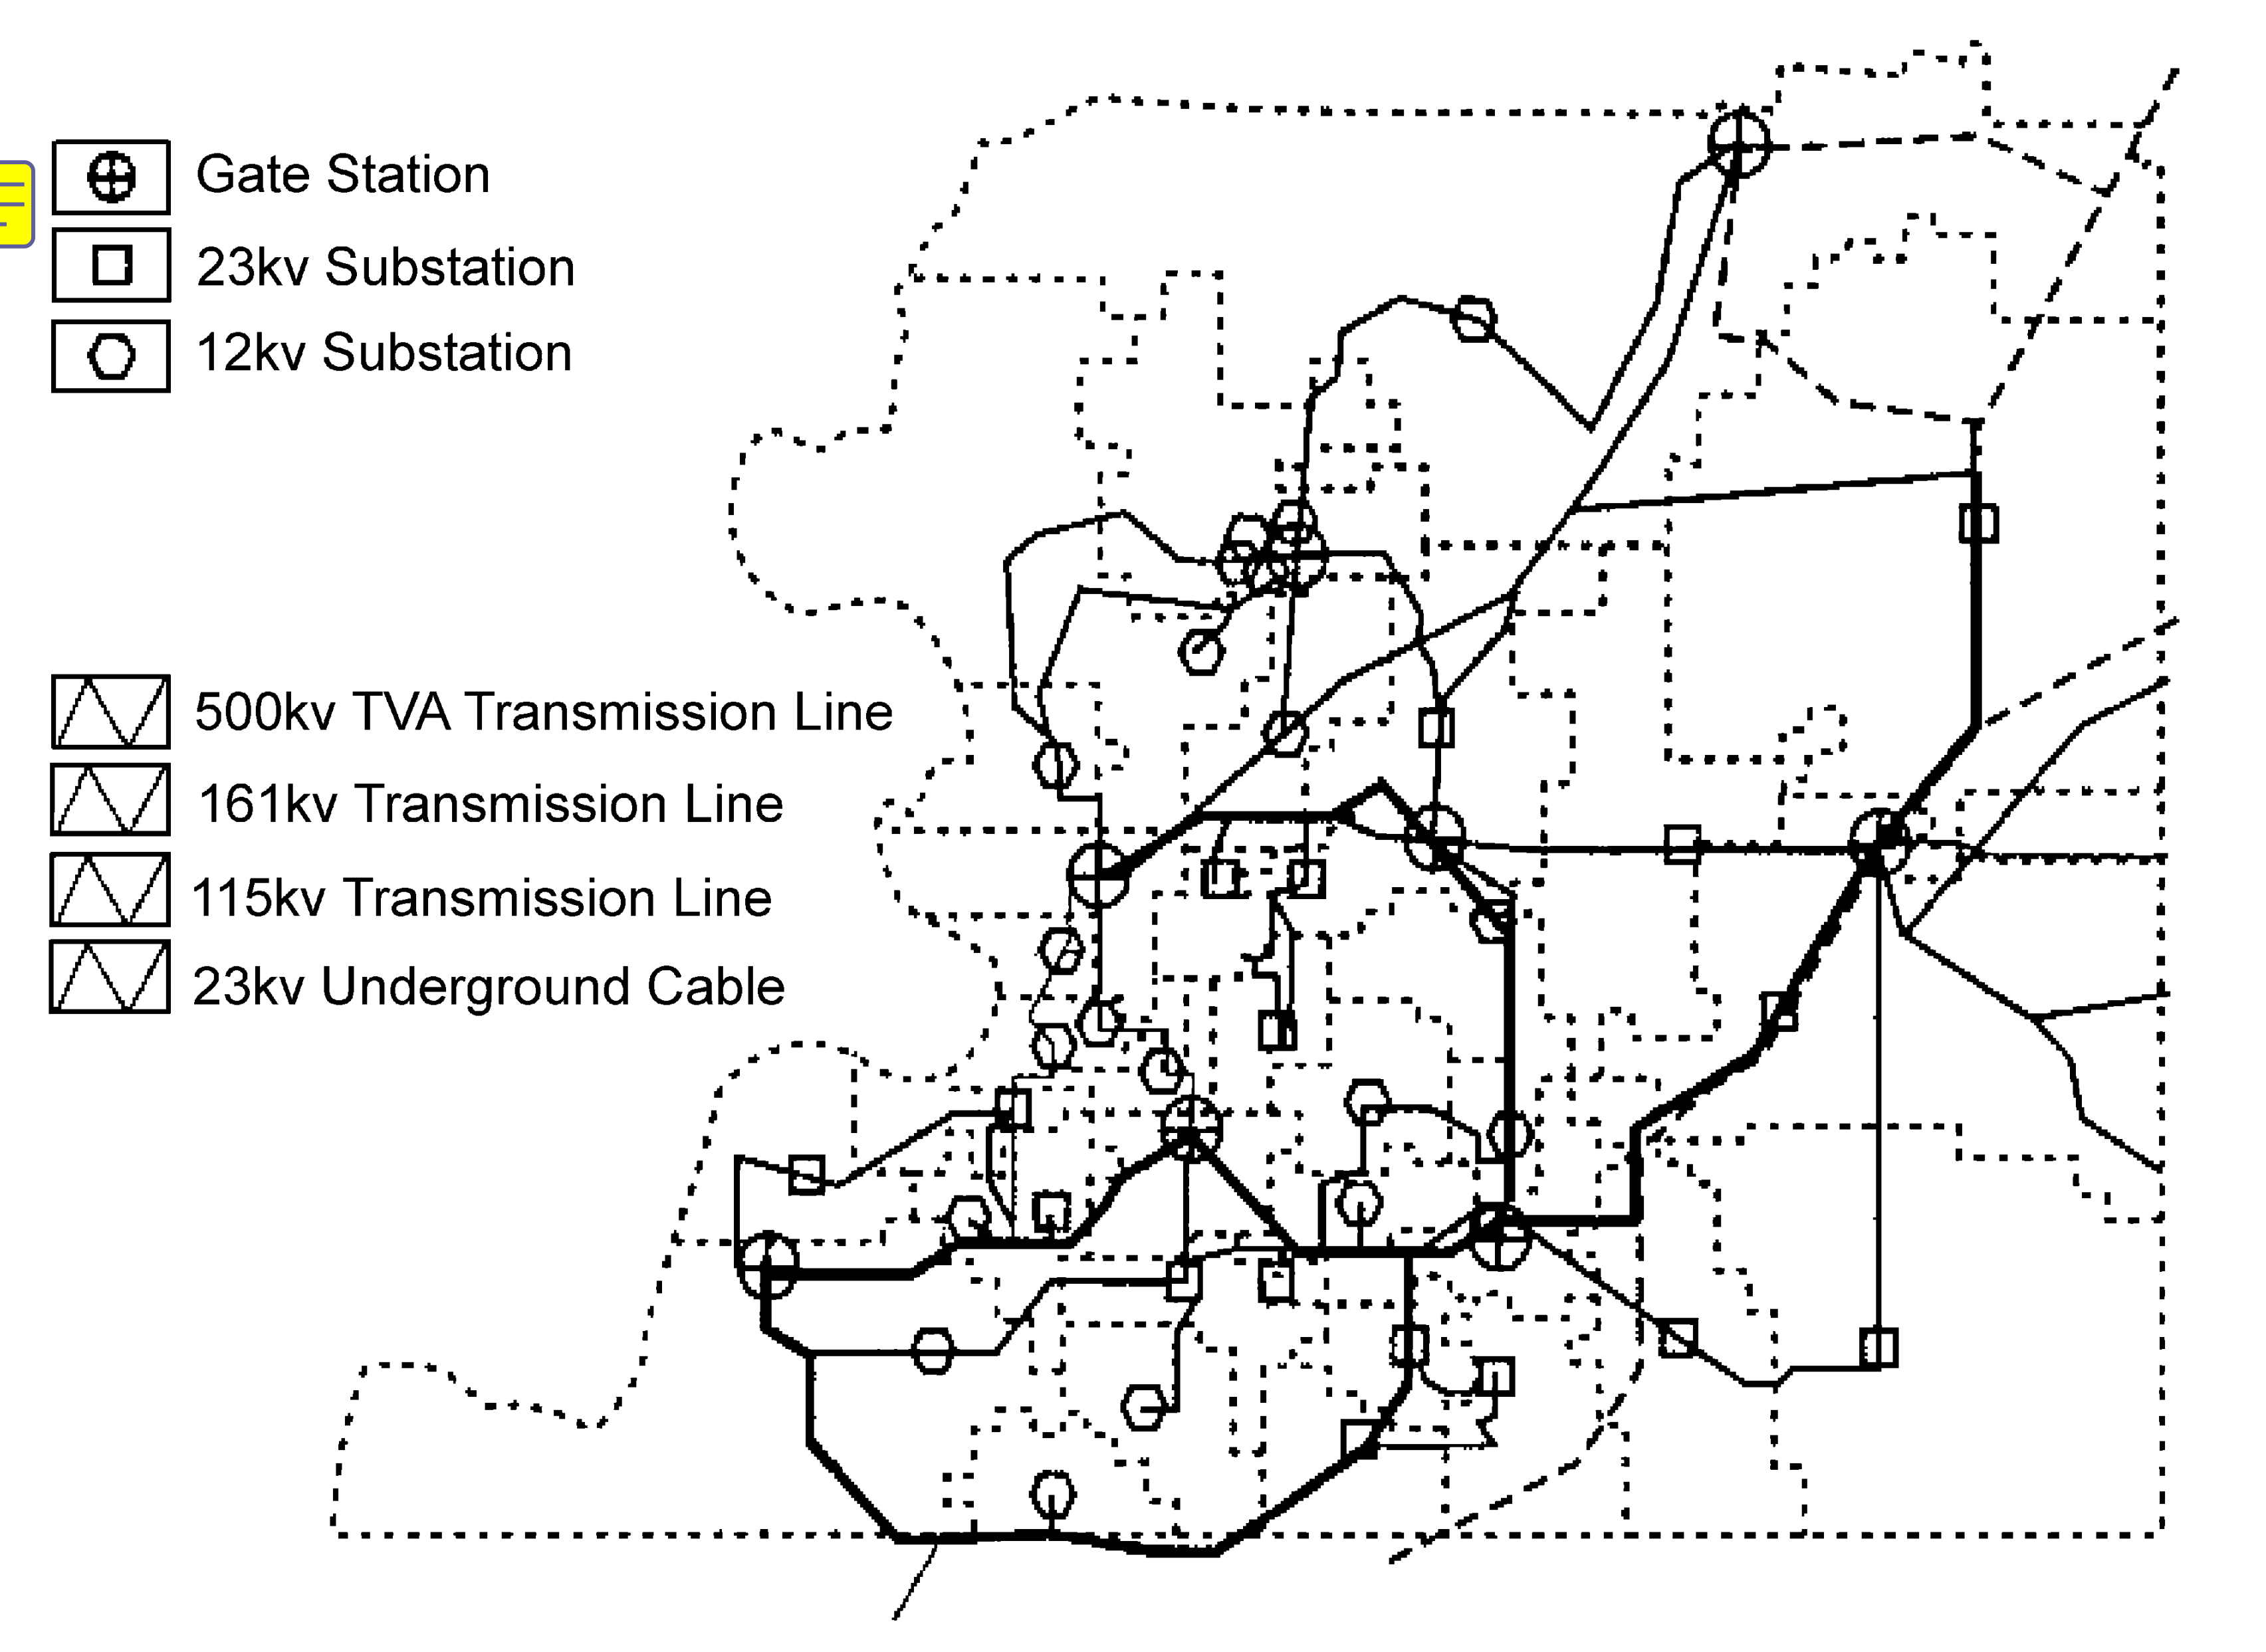 Gate Station
23kv Substation
12kv Substation
500kv TVA Transmission Line
161kv Transmission Line
115kv Transmission Line
23kv Underground Cable